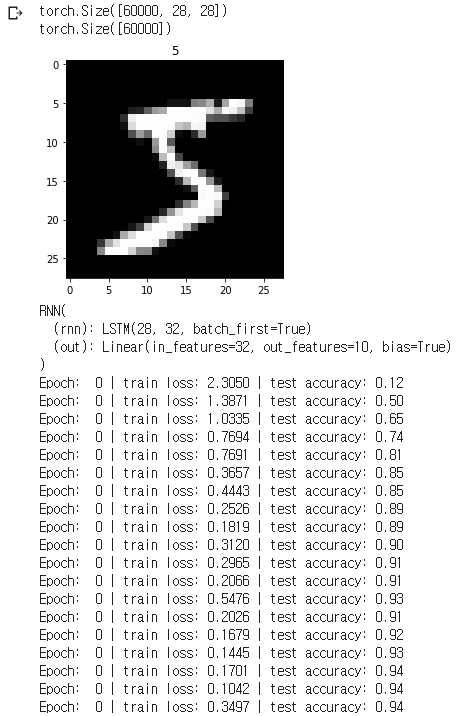 torch.Size([60000, 28, 28])
torch.Size([60000])
5
0
5
10
15
20
25
0 5 10 15 20 25
RNN(
  (rnn): LSTM(28, 32, batch_first=True)
  (out): Linear(in_features=32, out_features=10, bias=True)
)
Epoch:  0 | train loss: 2.3050 | test accuracy: 0.12
Epoch:  0 | train loss: 1.3871 | test accuracy: 0.50
Epoch:  0 | train loss: 1.0335 | test accuracy: 0.65
Epoch:  0 | train loss: 0.7694 | test accuracy: 0.74
Epoch:  0 | train loss: 0.7691 | test accuracy: 0.81
Epoch:  0 | train loss: 0.3657 | test accuracy: 0.85
Epoch:  0 | train loss: 0.4443 | test accuracy: 0.85
Epoch:  0 | train loss: 0.2526 | test accuracy: 0.89
Epoch:  0 | train loss: 0.1819 | test accuracy: 0.89
Epoch:  0 | train loss: 0.3120 | test accuracy: 0.90
Epoch:  0 | train loss: 0.2965 | test accuracy: 0.91
Epoch:  0 | train loss: 0.2066 | test accuracy: 0.91
Epoch:  0 | train loss: 0.5476 | test accuracy: 0.93
Epoch:  0 | train loss: 0.2026 | test accuracy: 0.91
Epoch:  0 | train loss: 0.1679 | test accuracy: 0.92
Epoch:  0 | train loss: 0.1445 | test accuracy: 0.93
Epoch:  0 | train loss: 0.1701 | test accuracy: 0.94
Epoch:  0 | train loss: 0.1042 | test accuracy: 0.94
Epoch:  0 | train loss: 0.3497 | test accuracy: 0.94